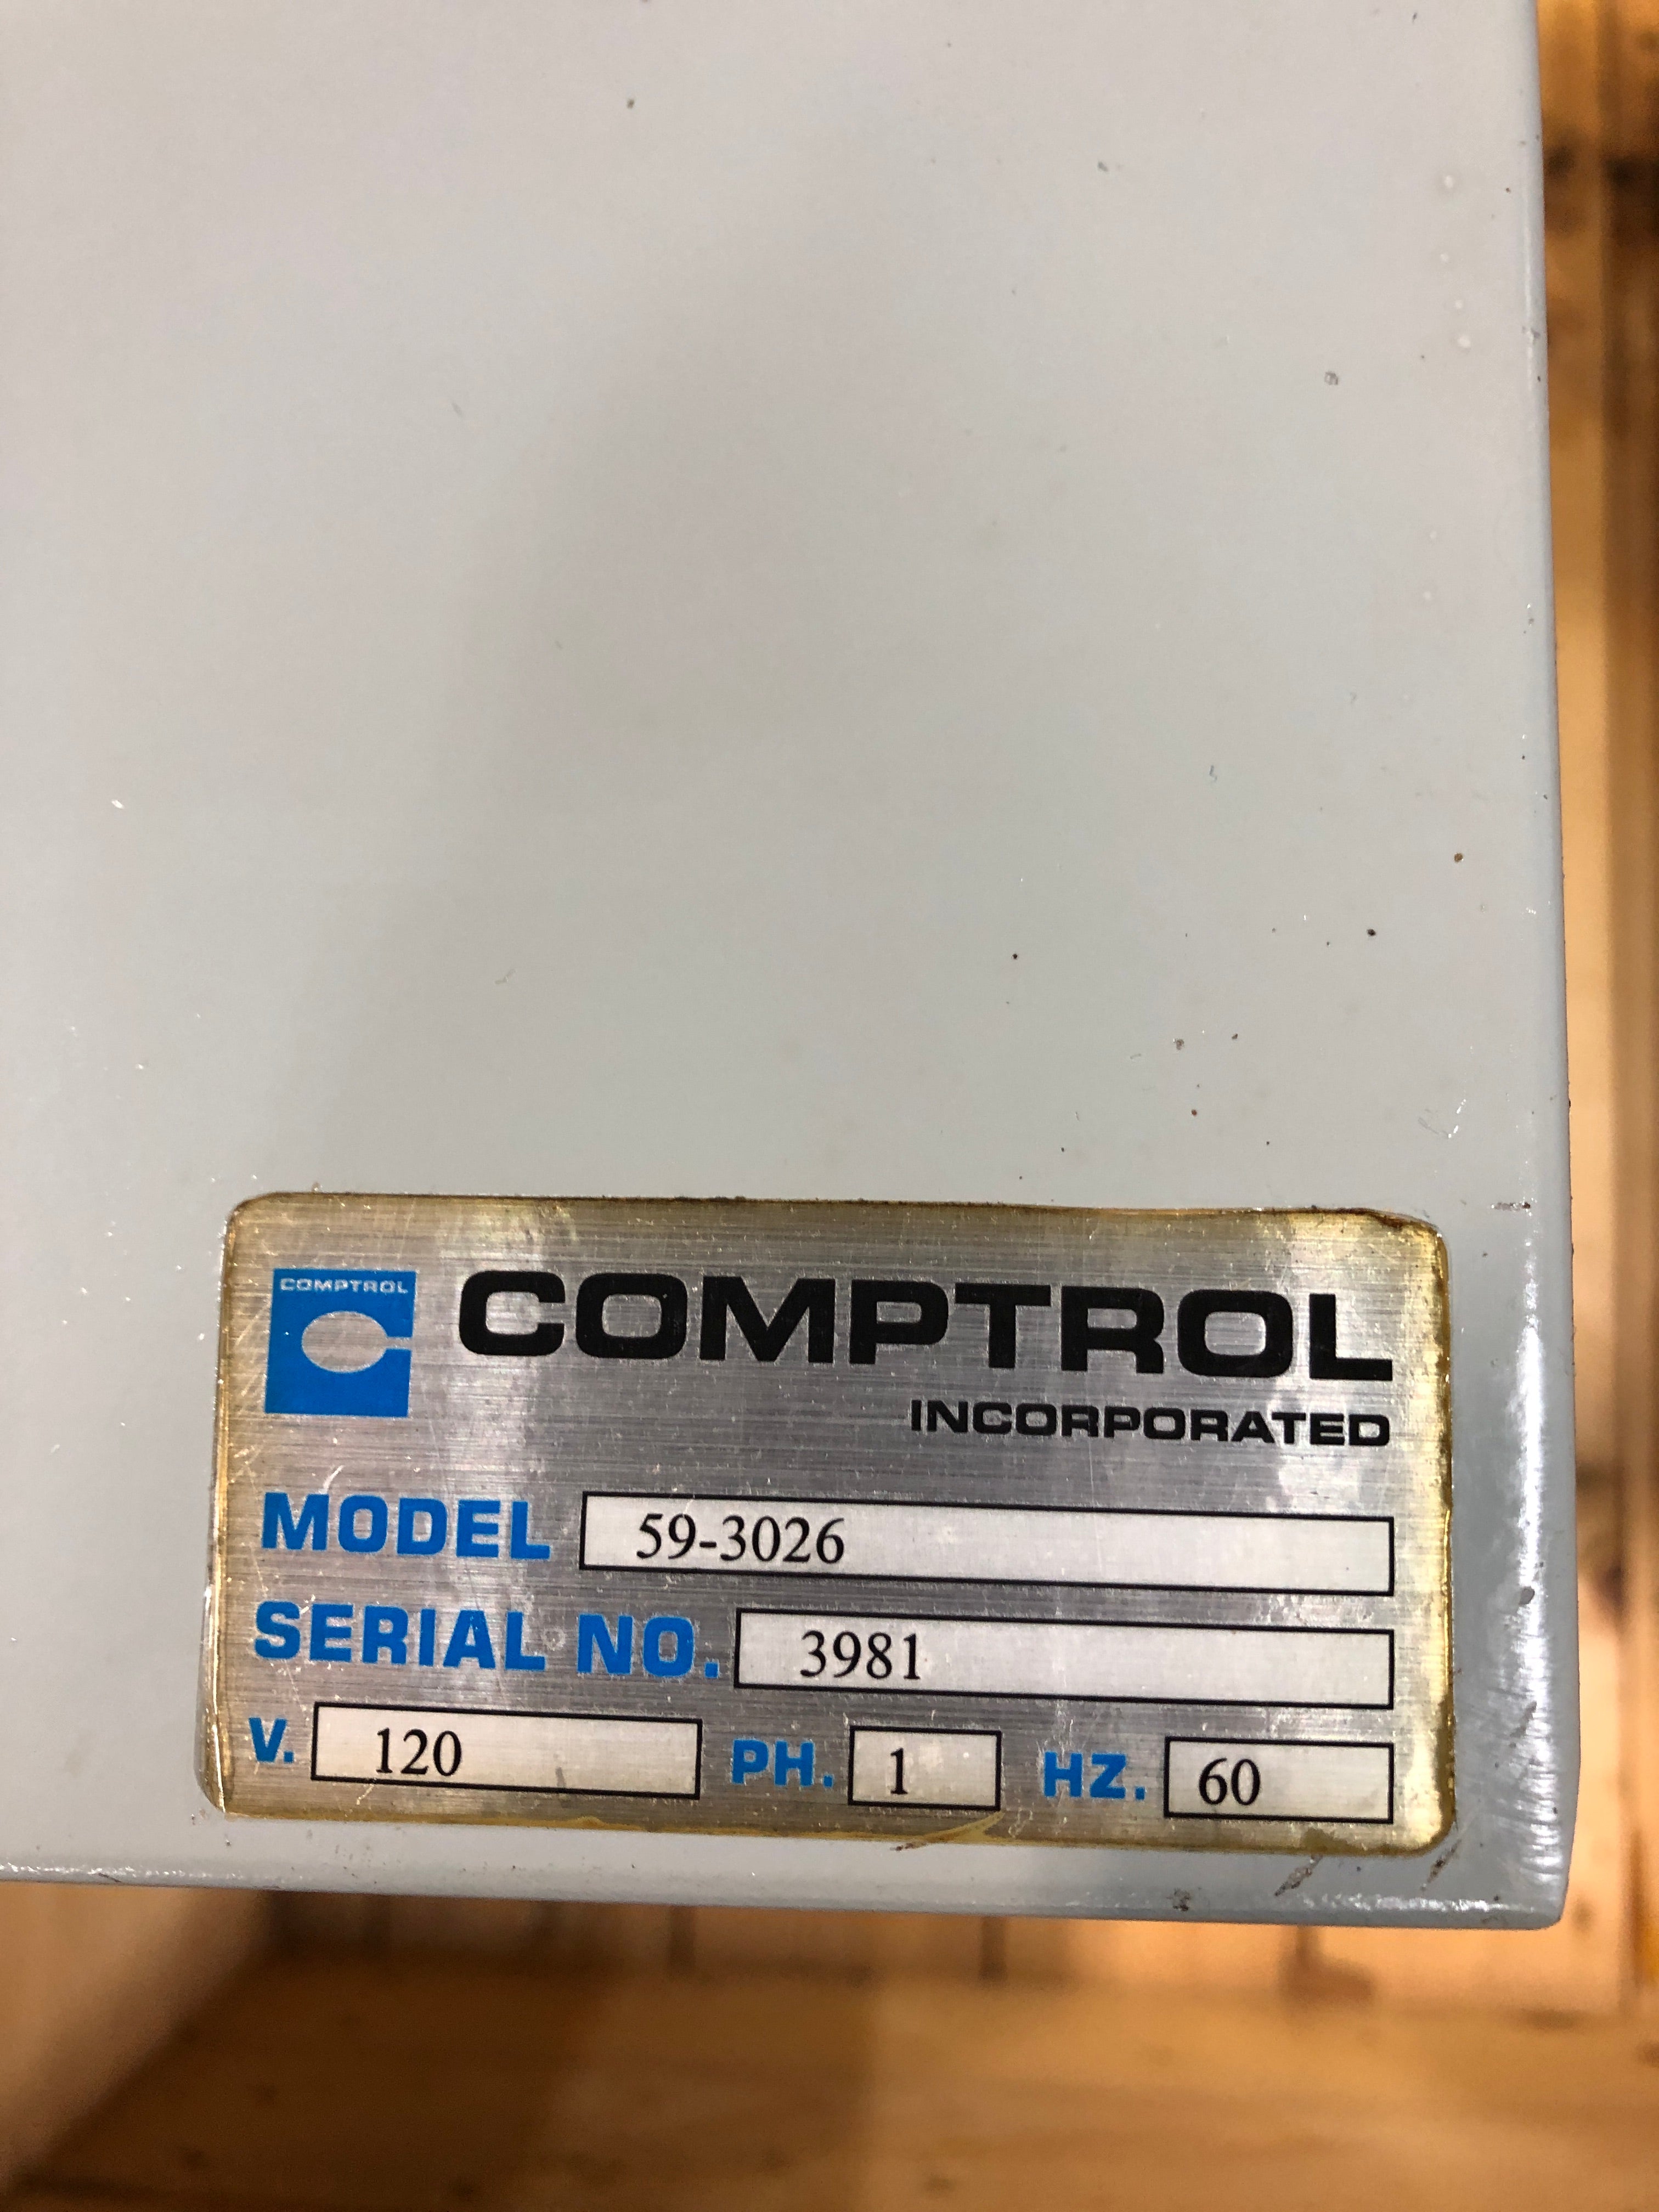 COMPTROL
COMPTROL
INCORPORATED
MODEL 59-3026
SERIAL NO. 3981
V. 120 PH. 1 HZ. 60